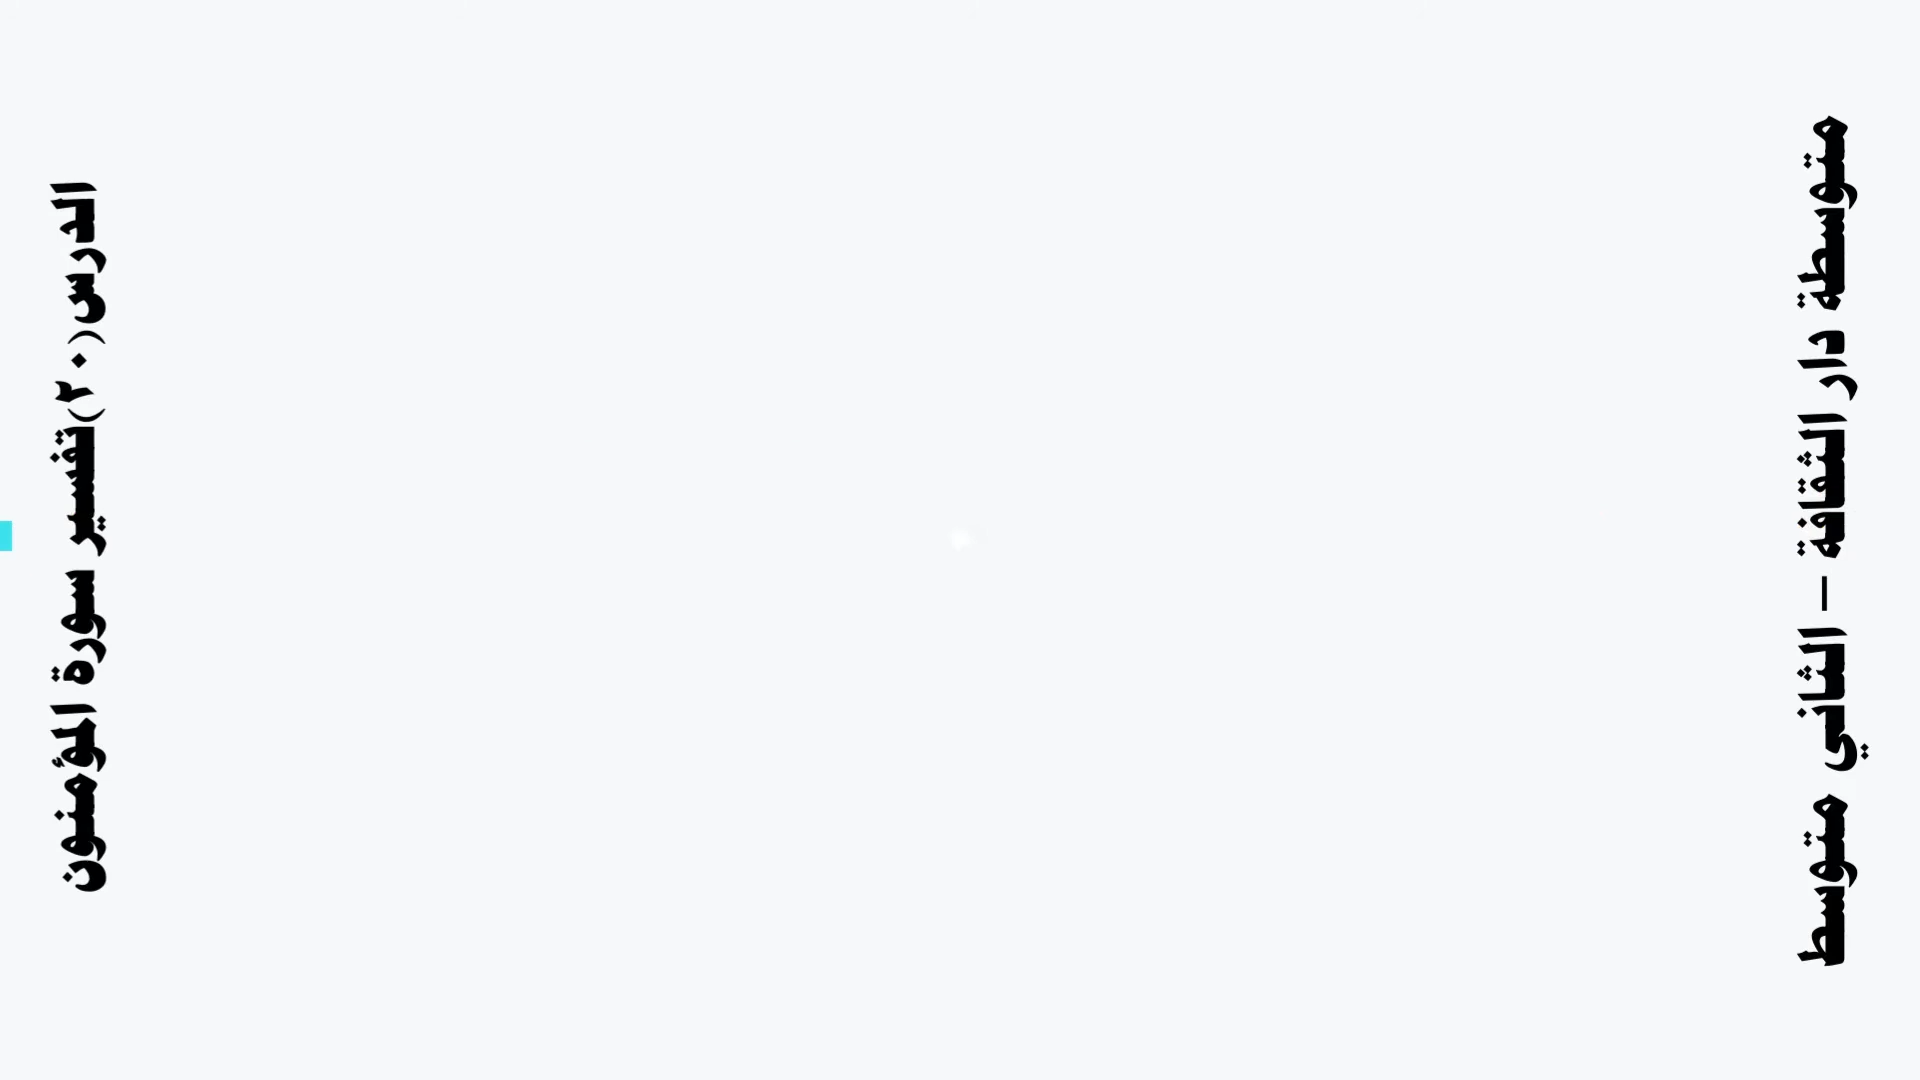 متوسطة دار الثقافة – الثاني متوسط
الدرس(٢٠)تفسير سورة المؤمنون